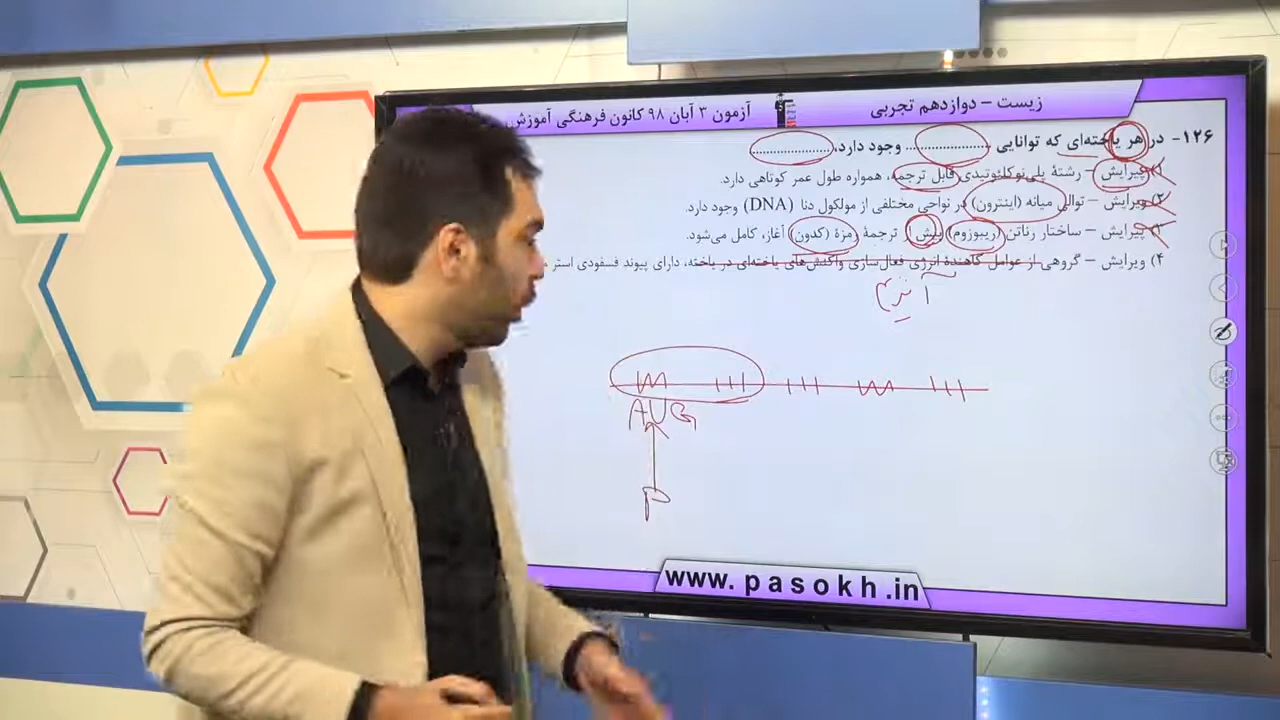 زیست – دوازدهم تجربی
آزمون ۳ آبان ۹۸ کانون فرهنگی آموزش
۱۲۶- در هر یاخته‌ای که توانایی .................... وجود دارد، ....................
۱) پیرایش – رشتهٔ پلی‌نوکلئوتیدی قابل ترجمه، همواره طول عمر کوتاهی دارد.
۲) ویرایش – توالی میانه (اینترون) در نواحی مختلفی از مولکول دنا (DNA) وجود دارد.
۳) پیرایش – ساختار رناتن (ریبوزوم) پیش از ترجمهٔ رمزهٔ (کدون) آغاز، کامل می‌شود.
۴) ویرایش – گروهی از عوامل کاهندهٔ انرژی فعال‌سازی واکنش‌های یاخته‌ای در یاخته، دارای پیوند فسفودی استر
AUG
P
www.pasokh.in